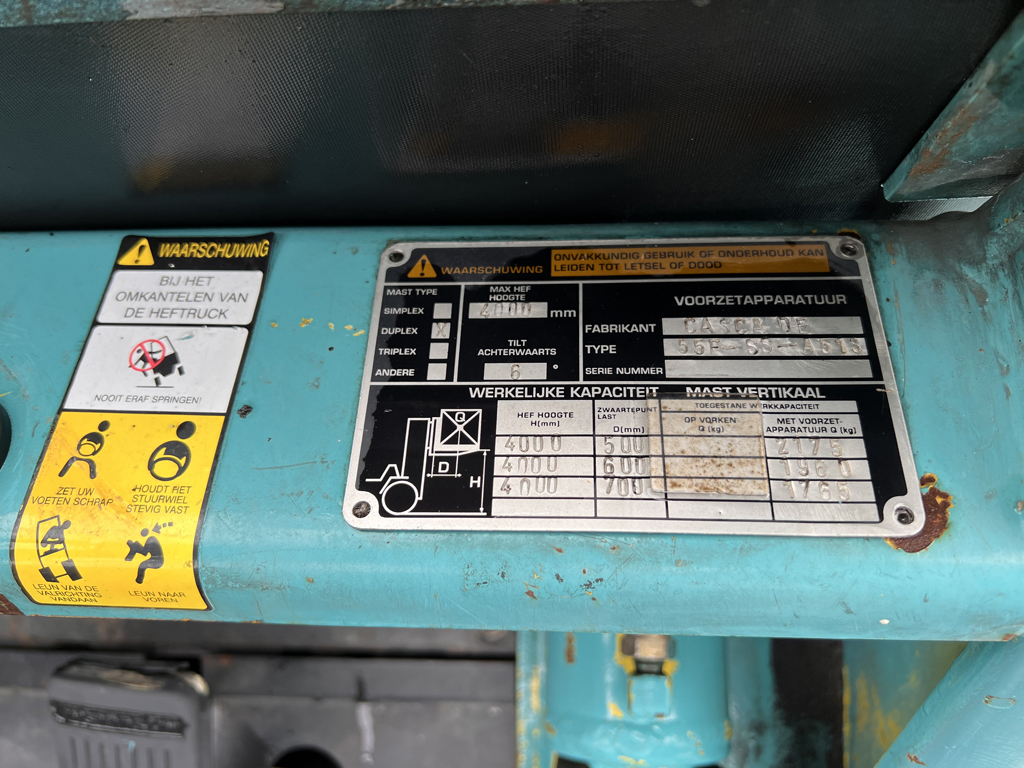 WAARSCHUWING
BIJ HET
OMKANTELEN VAN
DE HEFTRUCK
NOOIT ERAF SPRINGEN!
ZET UW
VOETEN SCHRAP
HOUDT HET
STUURWIEL
STEVIG VAST
LEUN VAN DE
VALRICHTING
VANDAAN
LEUN NAAR
VOREN
WAARSCHUWING
ONVAKKUNDIG GEBRUIK OF ONDERHOUD KAN
LEIDEN TOT LETSEL OF DOOD
MAST TYPE
SIMPLEX
DUPLEX X
TRIPLEX
ANDERE
MAX HEF
HOOGTE
4000 mm
TILT
ACHTERWAARTS
6 °
VOORZETAPPARATUUR
FABRIKANT
TYPE
SERIE NUMMER
WERKELIJKE KAPACITEIT MAST VERTIKAAL
Q
D
H
HEF HOOGTE
H(mm)
ZWAARTEPUNT
LAST
D(mm)
TOEGESTANE WERKKAPACITEIT
OP VORKEN
Q (kg)
MET VOORZET-
APPARATUUR Q (kg)
4000 500 2175
4000 600 1960
4000 700 1765